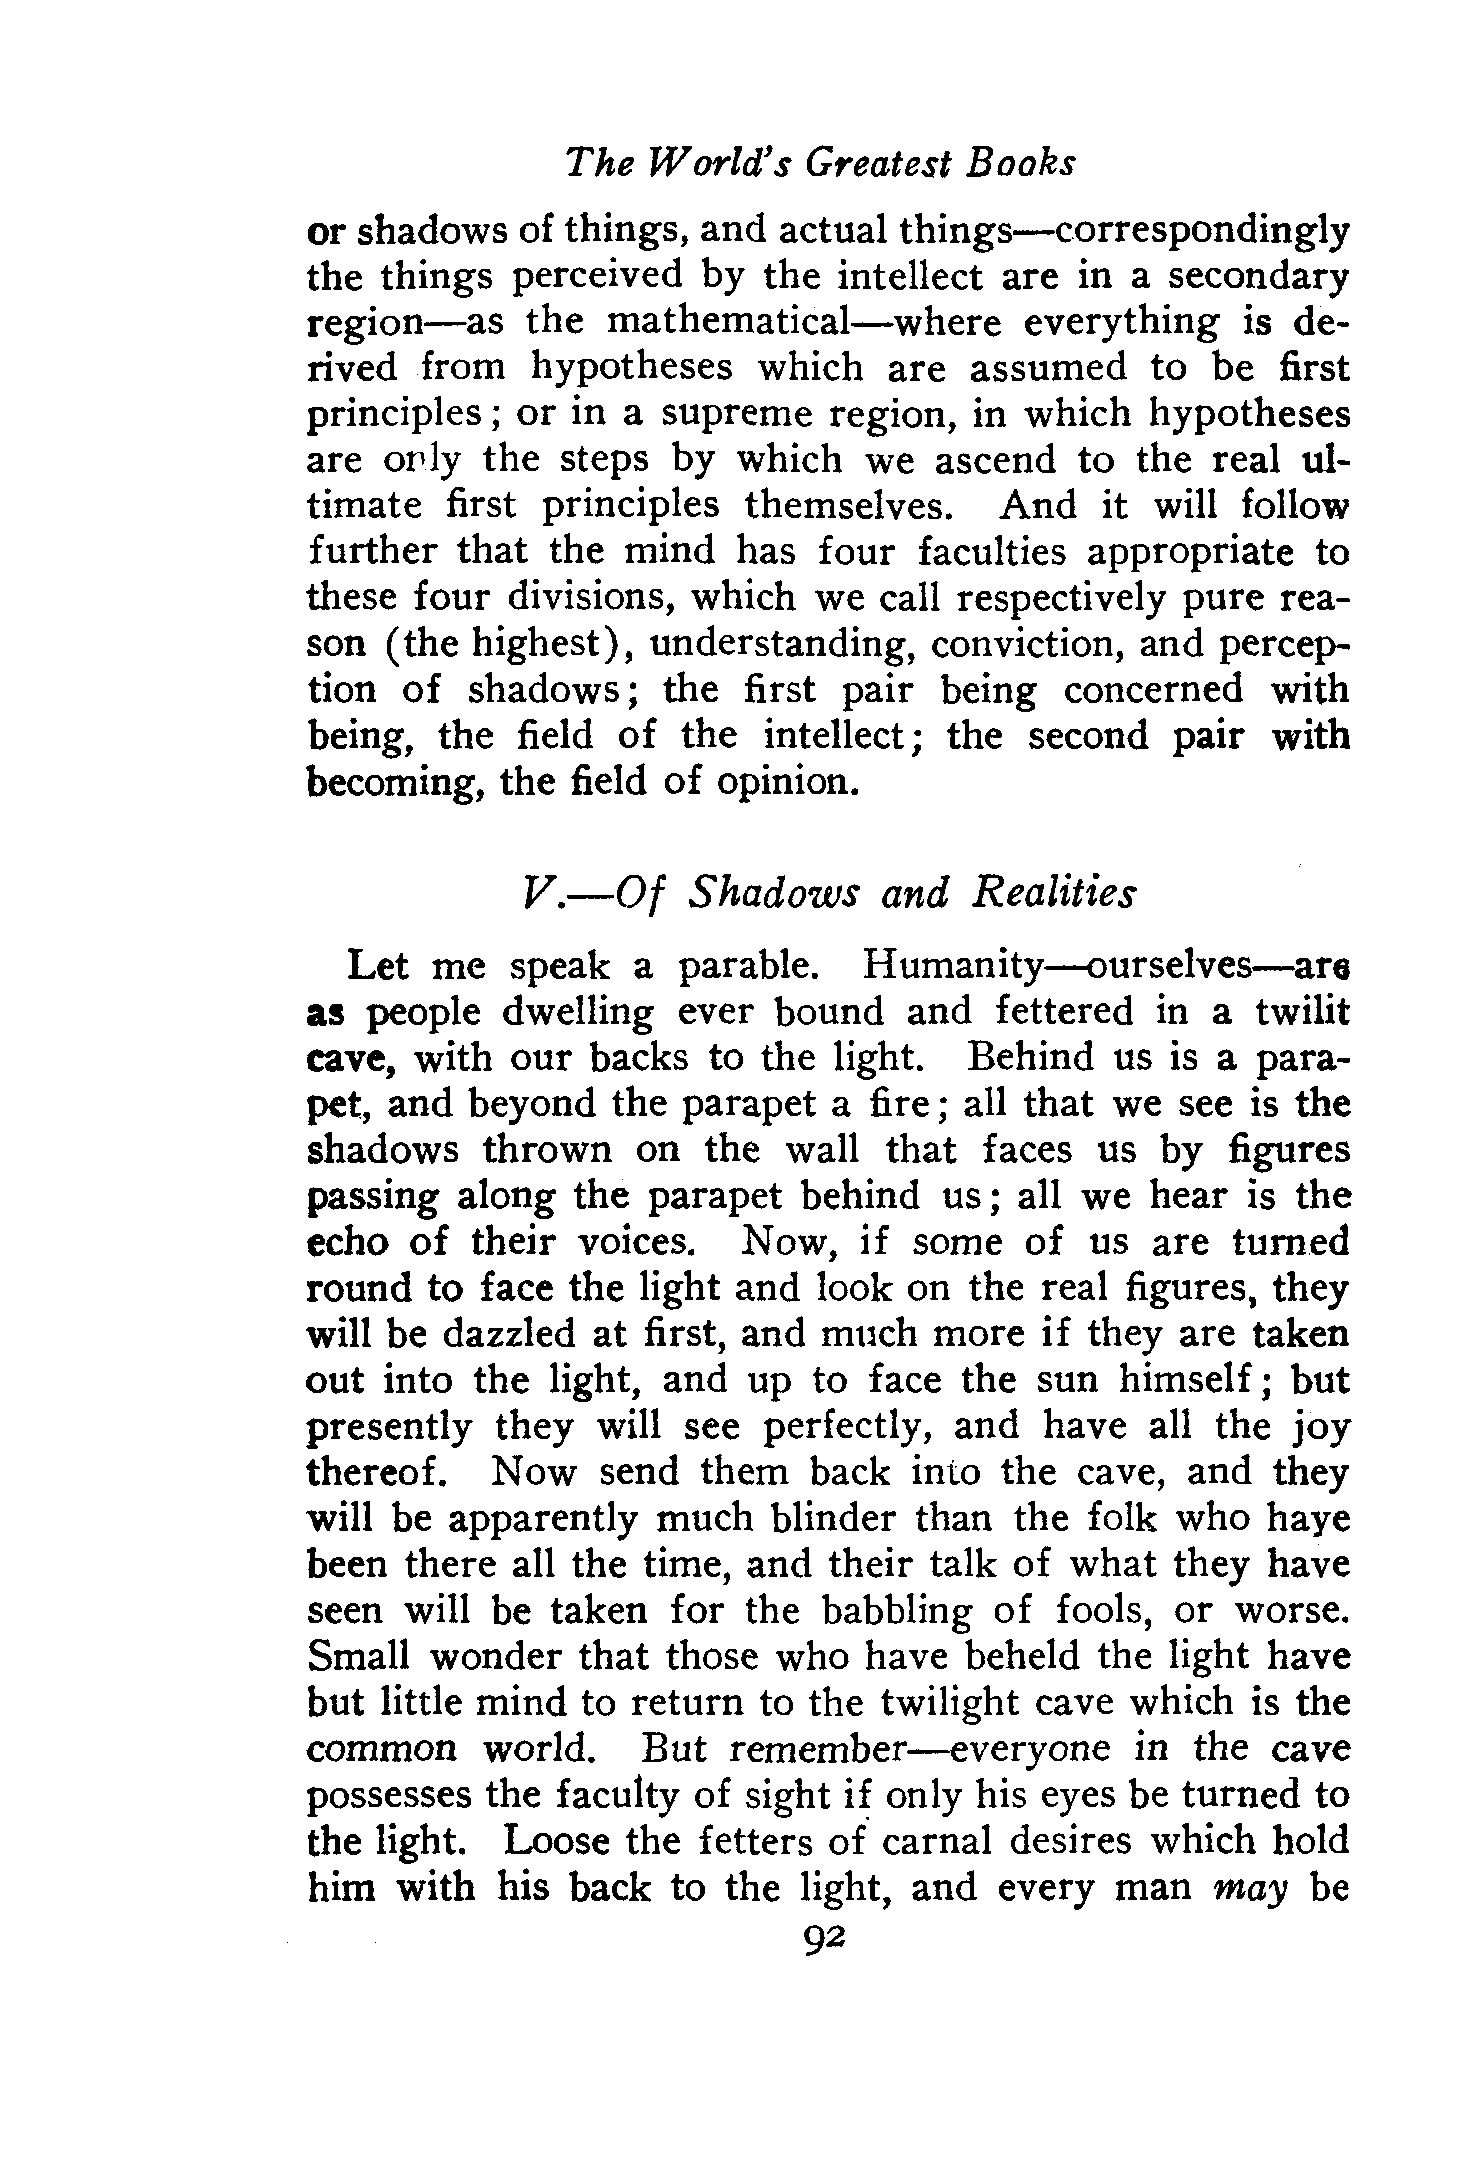 The World's Greatest Books
or shadows of things, and actual things—correspondingly
the things perceived by the intellect are in a secondary
region—as the mathematical—where everything is de-
rived from hypotheses which are assumed to be first
principles; or in a supreme region, in which hypotheses
are only the steps by which we ascend to the real ul-
timate first principles themselves. And it will follow
further that the mind has four faculties appropriate to
these four divisions, which we call respectively pure rea-
son (the highest), understanding, conviction, and percep-
tion of shadows; the first pair being concerned with
being, the field of the intellect; the second pair with
becoming, the field of opinion.
V.—Of Shadows and Realities
Let me speak a parable. Humanity—ourselves—are
as people dwelling ever bound and fettered in a twilit
cave, with our backs to the light. Behind us is a para-
pet, and beyond the parapet a fire; all that we see is the
shadows thrown on the wall that faces us by figures
passing along the parapet behind us; all we hear is the
echo of their voices. Now, if some of us are turned
round to face the light and look on the real figures, they
will be dazzled at first, and much more if they are taken
out into the light, and up to face the sun himself; but
presently they will see perfectly, and have all the joy
thereof. Now send them back into the cave, and they
will be apparently much blinder than the folk who haye
been there all the time, and their talk of what they have
seen will be taken for the babbling of fools, or worse.
Small wonder that those who have beheld the light have
but little mind to return to the twilight cave which is the
common world. But remember—everyone in the cave
possesses the faculty of sight if only his eyes be turned to
the light. Loose the fetters of carnal desires which hold
him with his back to the light, and every man may be
92